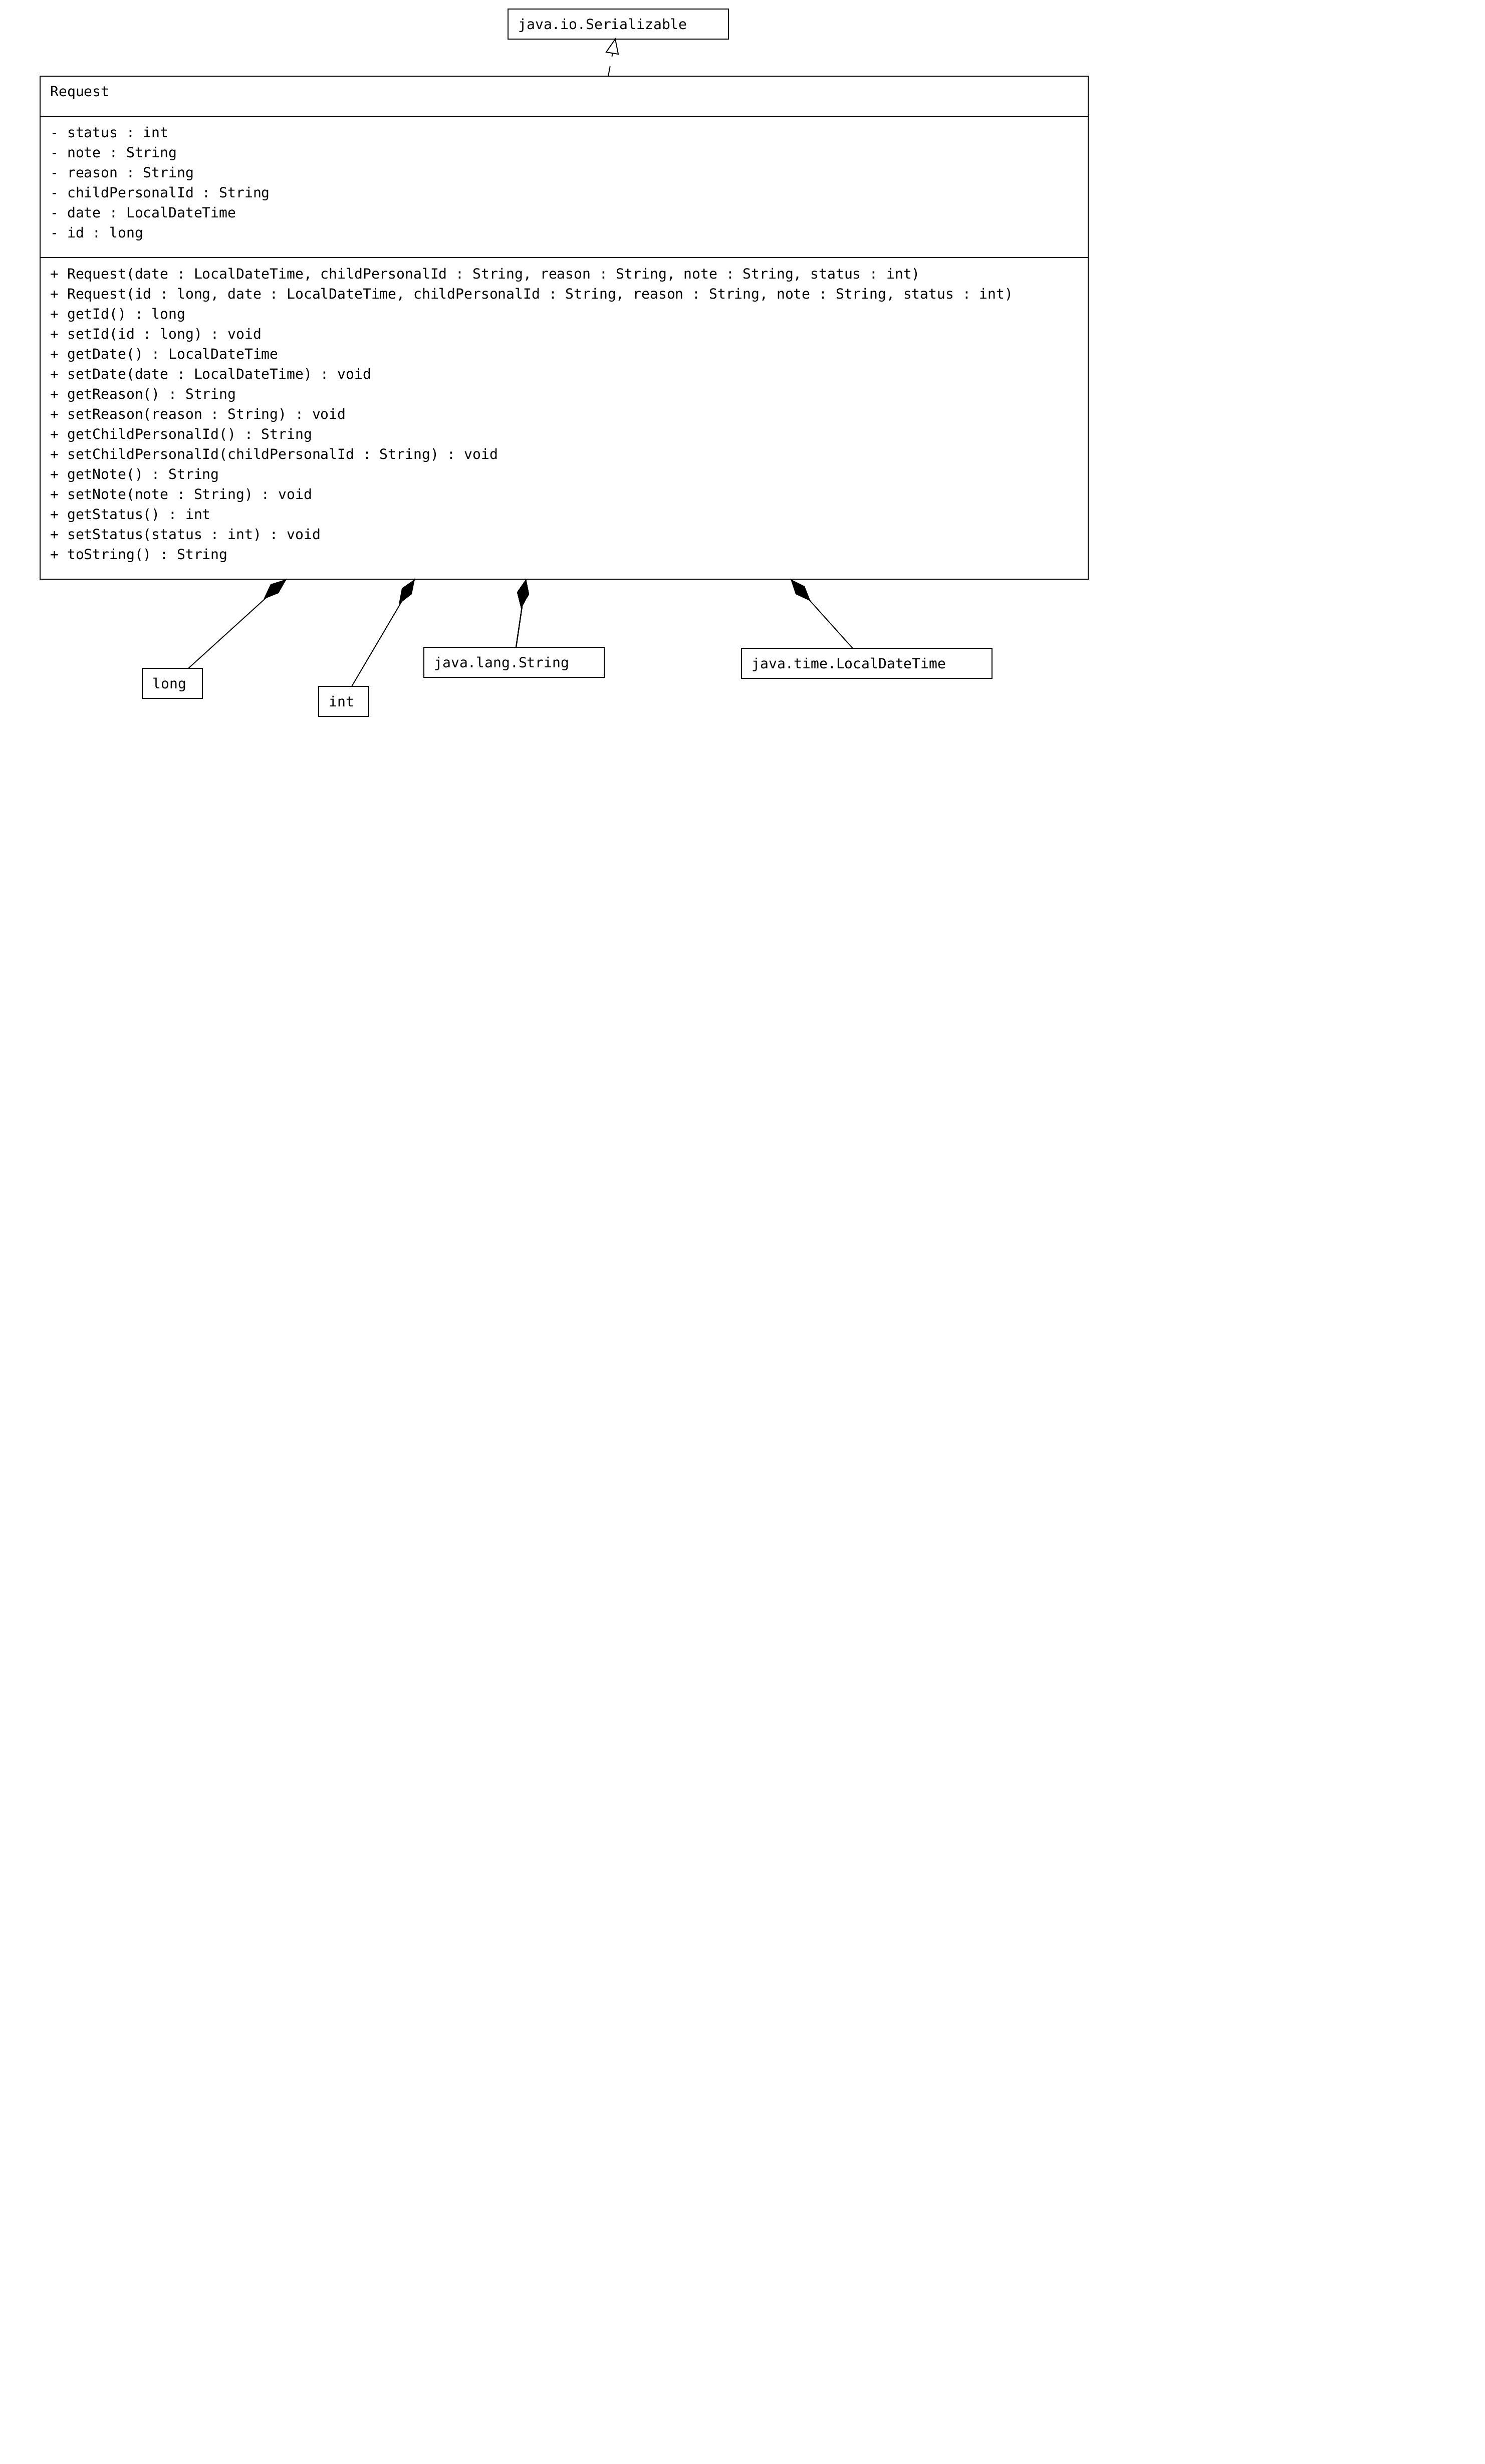 java.io.Serializable
Request
- status : int
- note : String
- reason : String
- childPersonalId : String
- date : LocalDateTime
- id : long
+ Request(date : LocalDateTime, childPersonalId : String, reason : String, note : String, status : int)
+ Request(id : long, date : LocalDateTime, childPersonalId : String, reason : String, note : String, status : int)
+ getId() : long
+ setId(id : long) : void
+ getDate() : LocalDateTime
+ setDate(date : LocalDateTime) : void
+ getReason() : String
+ setReason(reason : String) : void
+ getChildPersonalId() : String
+ setChildPersonalId(childPersonalId : String) : void
+ getNote() : String
+ setNote(note : String) : void
+ getStatus() : int
+ setStatus(status : int) : void
+ toString() : String
long
int
java.lang.String
java.time.LocalDateTime